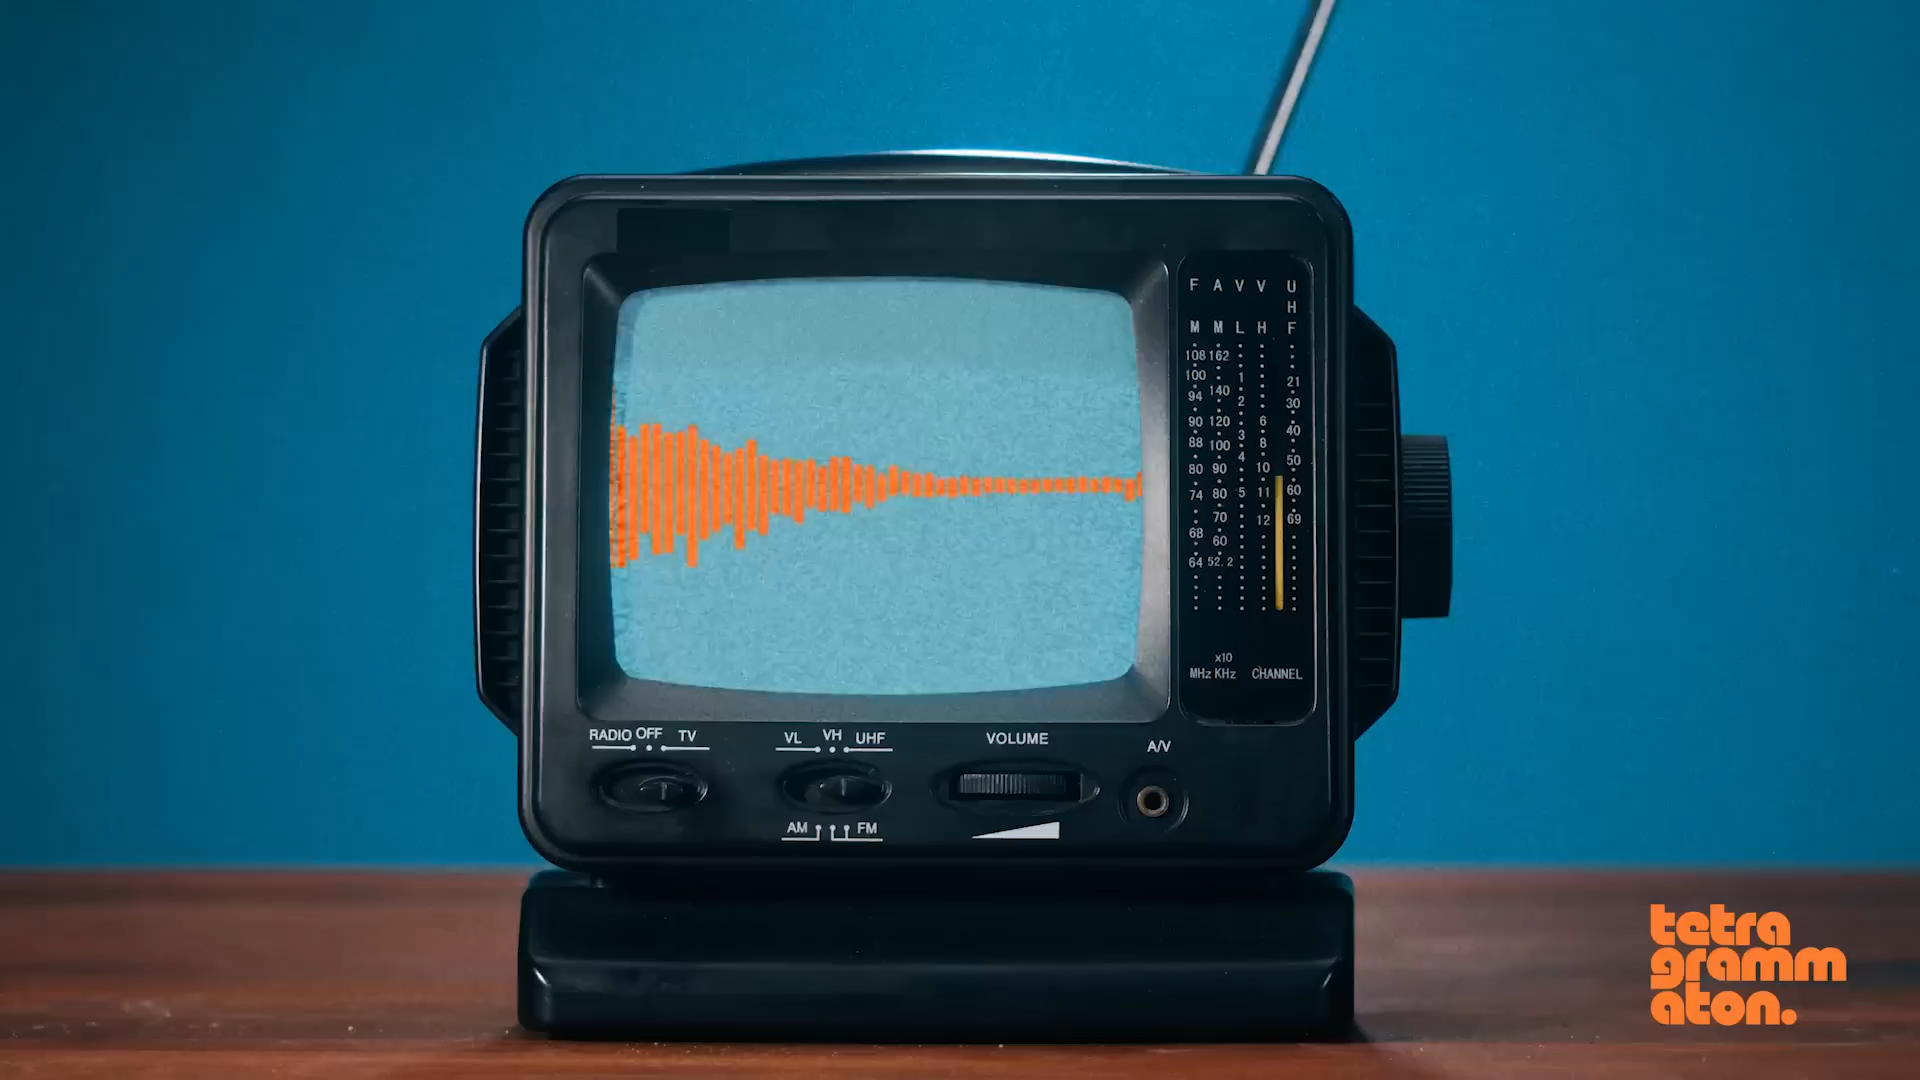 F A V V U
H
M M L H F
108 162
100
94 140
90 120
88 100
80 90
74 80
70
68 60
64 52.2
1
2
3
4
5
6
8
10
11
12
21
30
40
50
60
69
x10
MHz KHz CHANNEL
RADIO OFF TV
VL VH UHF
VOLUME
A/V
AM FM
tetra
gramm
aton.